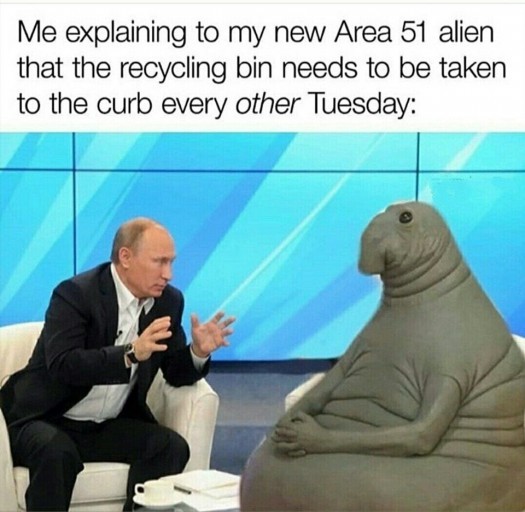 Me explaining to my new Area 51 alien
that the recycling bin needs to be taken
to the curb every other Tuesday: